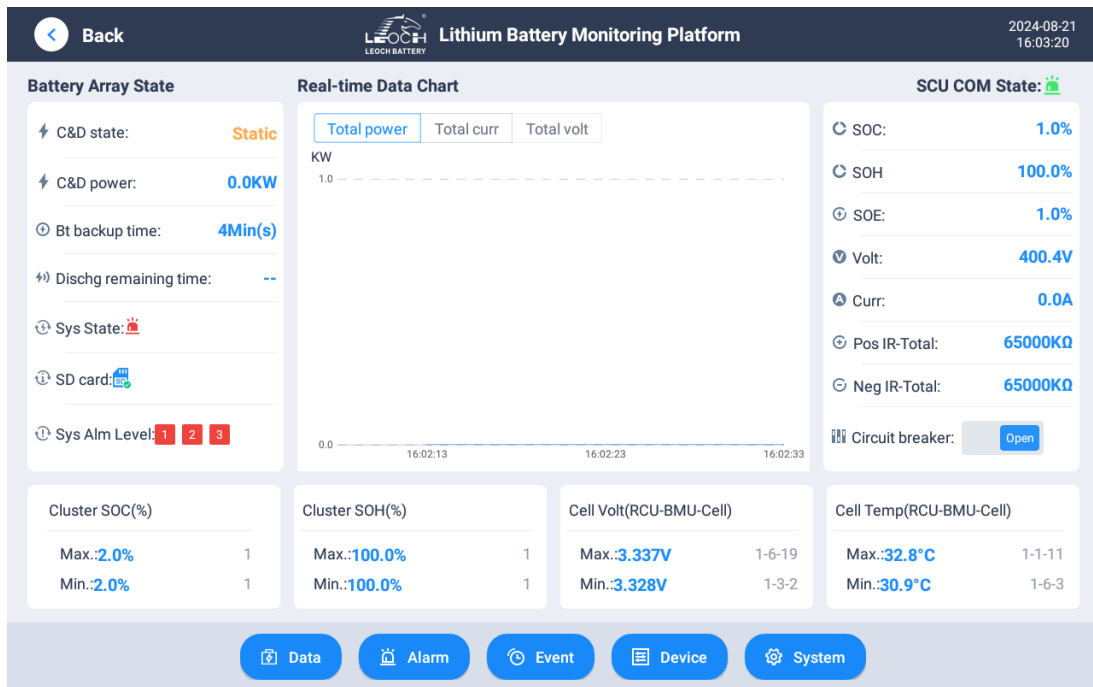 Back
LEOCH
LEOCH BATTERY
Lithium Battery Monitoring Platform
2024-08-21
16:03:20
Battery Array State
C&D state: Static
C&D power: 0.0KW
Bt backup time: 4Min(s)
Dischg remaining time: --
Sys State:
SD card: SD
Sys Alm Level: 1 2 3
Real-time Data Chart
Total power Total curr Total volt
KW
1.0
0.0
16:02:13 16:02:23 16:02:33
SCU COM State:
SOC: 1.0%
SOH 100.0%
SOE: 1.0%
Volt: 400.4V
Curr: 0.0A
Pos IR-Total: 65000KΩ
Neg IR-Total: 65000KΩ
Circuit breaker: Open
Cluster SOC(%)
Max.:2.0% 1
Min.:2.0% 1
Cluster SOH(%)
Max.:100.0% 1
Min.:100.0% 1
Cell Volt(RCU-BMU-Cell)
Max.:3.337V 1-6-19
Min.:3.328V 1-3-2
Cell Temp(RCU-BMU-Cell)
Max.:32.8°C 1-1-11
Min.:30.9°C 1-6-3
Data Alarm Event Device System